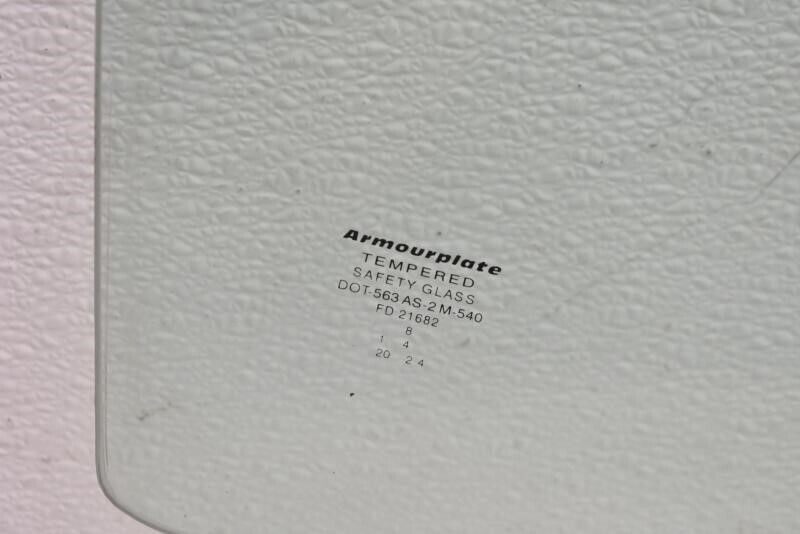 Armourplate
TEMPERED
SAFETY GLASS
DOT-563 AS-2 M-540
FD 21682
8
1 4
20 2 4